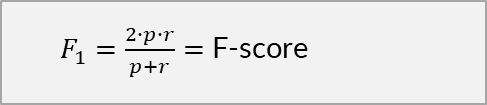 F₁ = 2·p·r / p+r = F-score